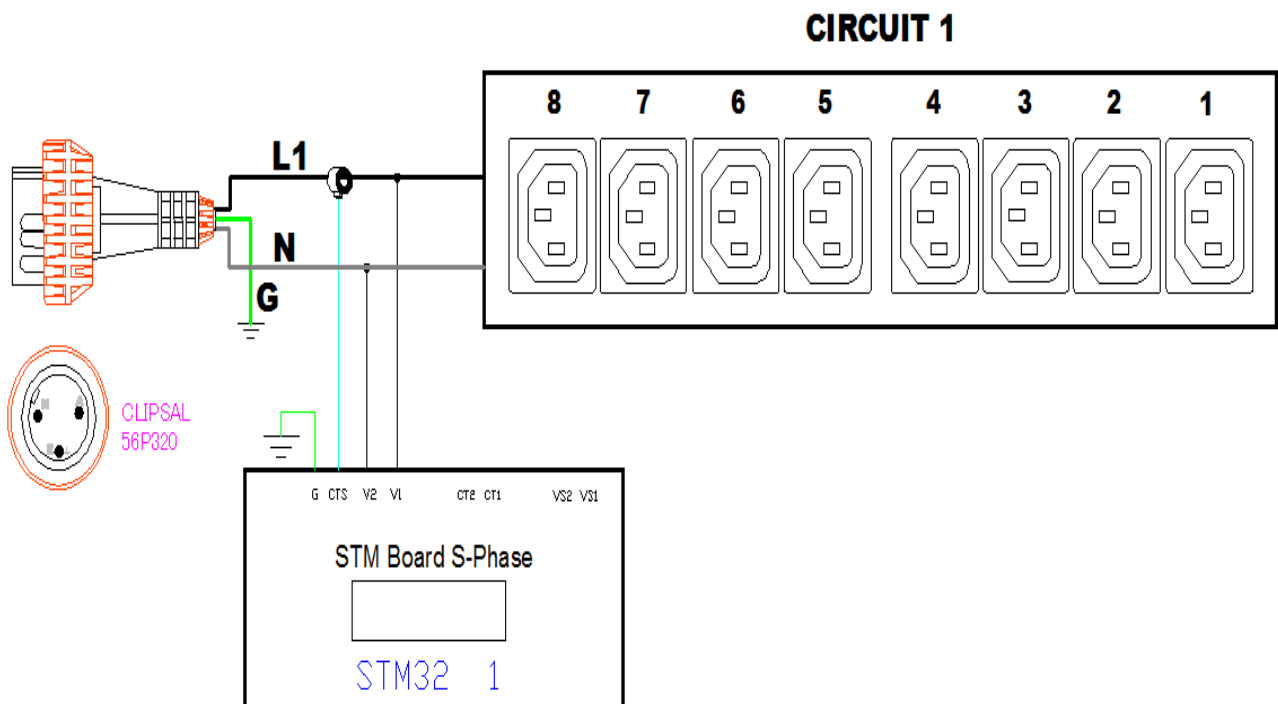 CIRCUIT 1
8 7 6 5 4 3 2 1
L1
N
G
CLIPSAL
56P320
N A
G CTS V2 V1 CT2 CT1 VS2 VS1
STM Board S-Phase
STM32 1